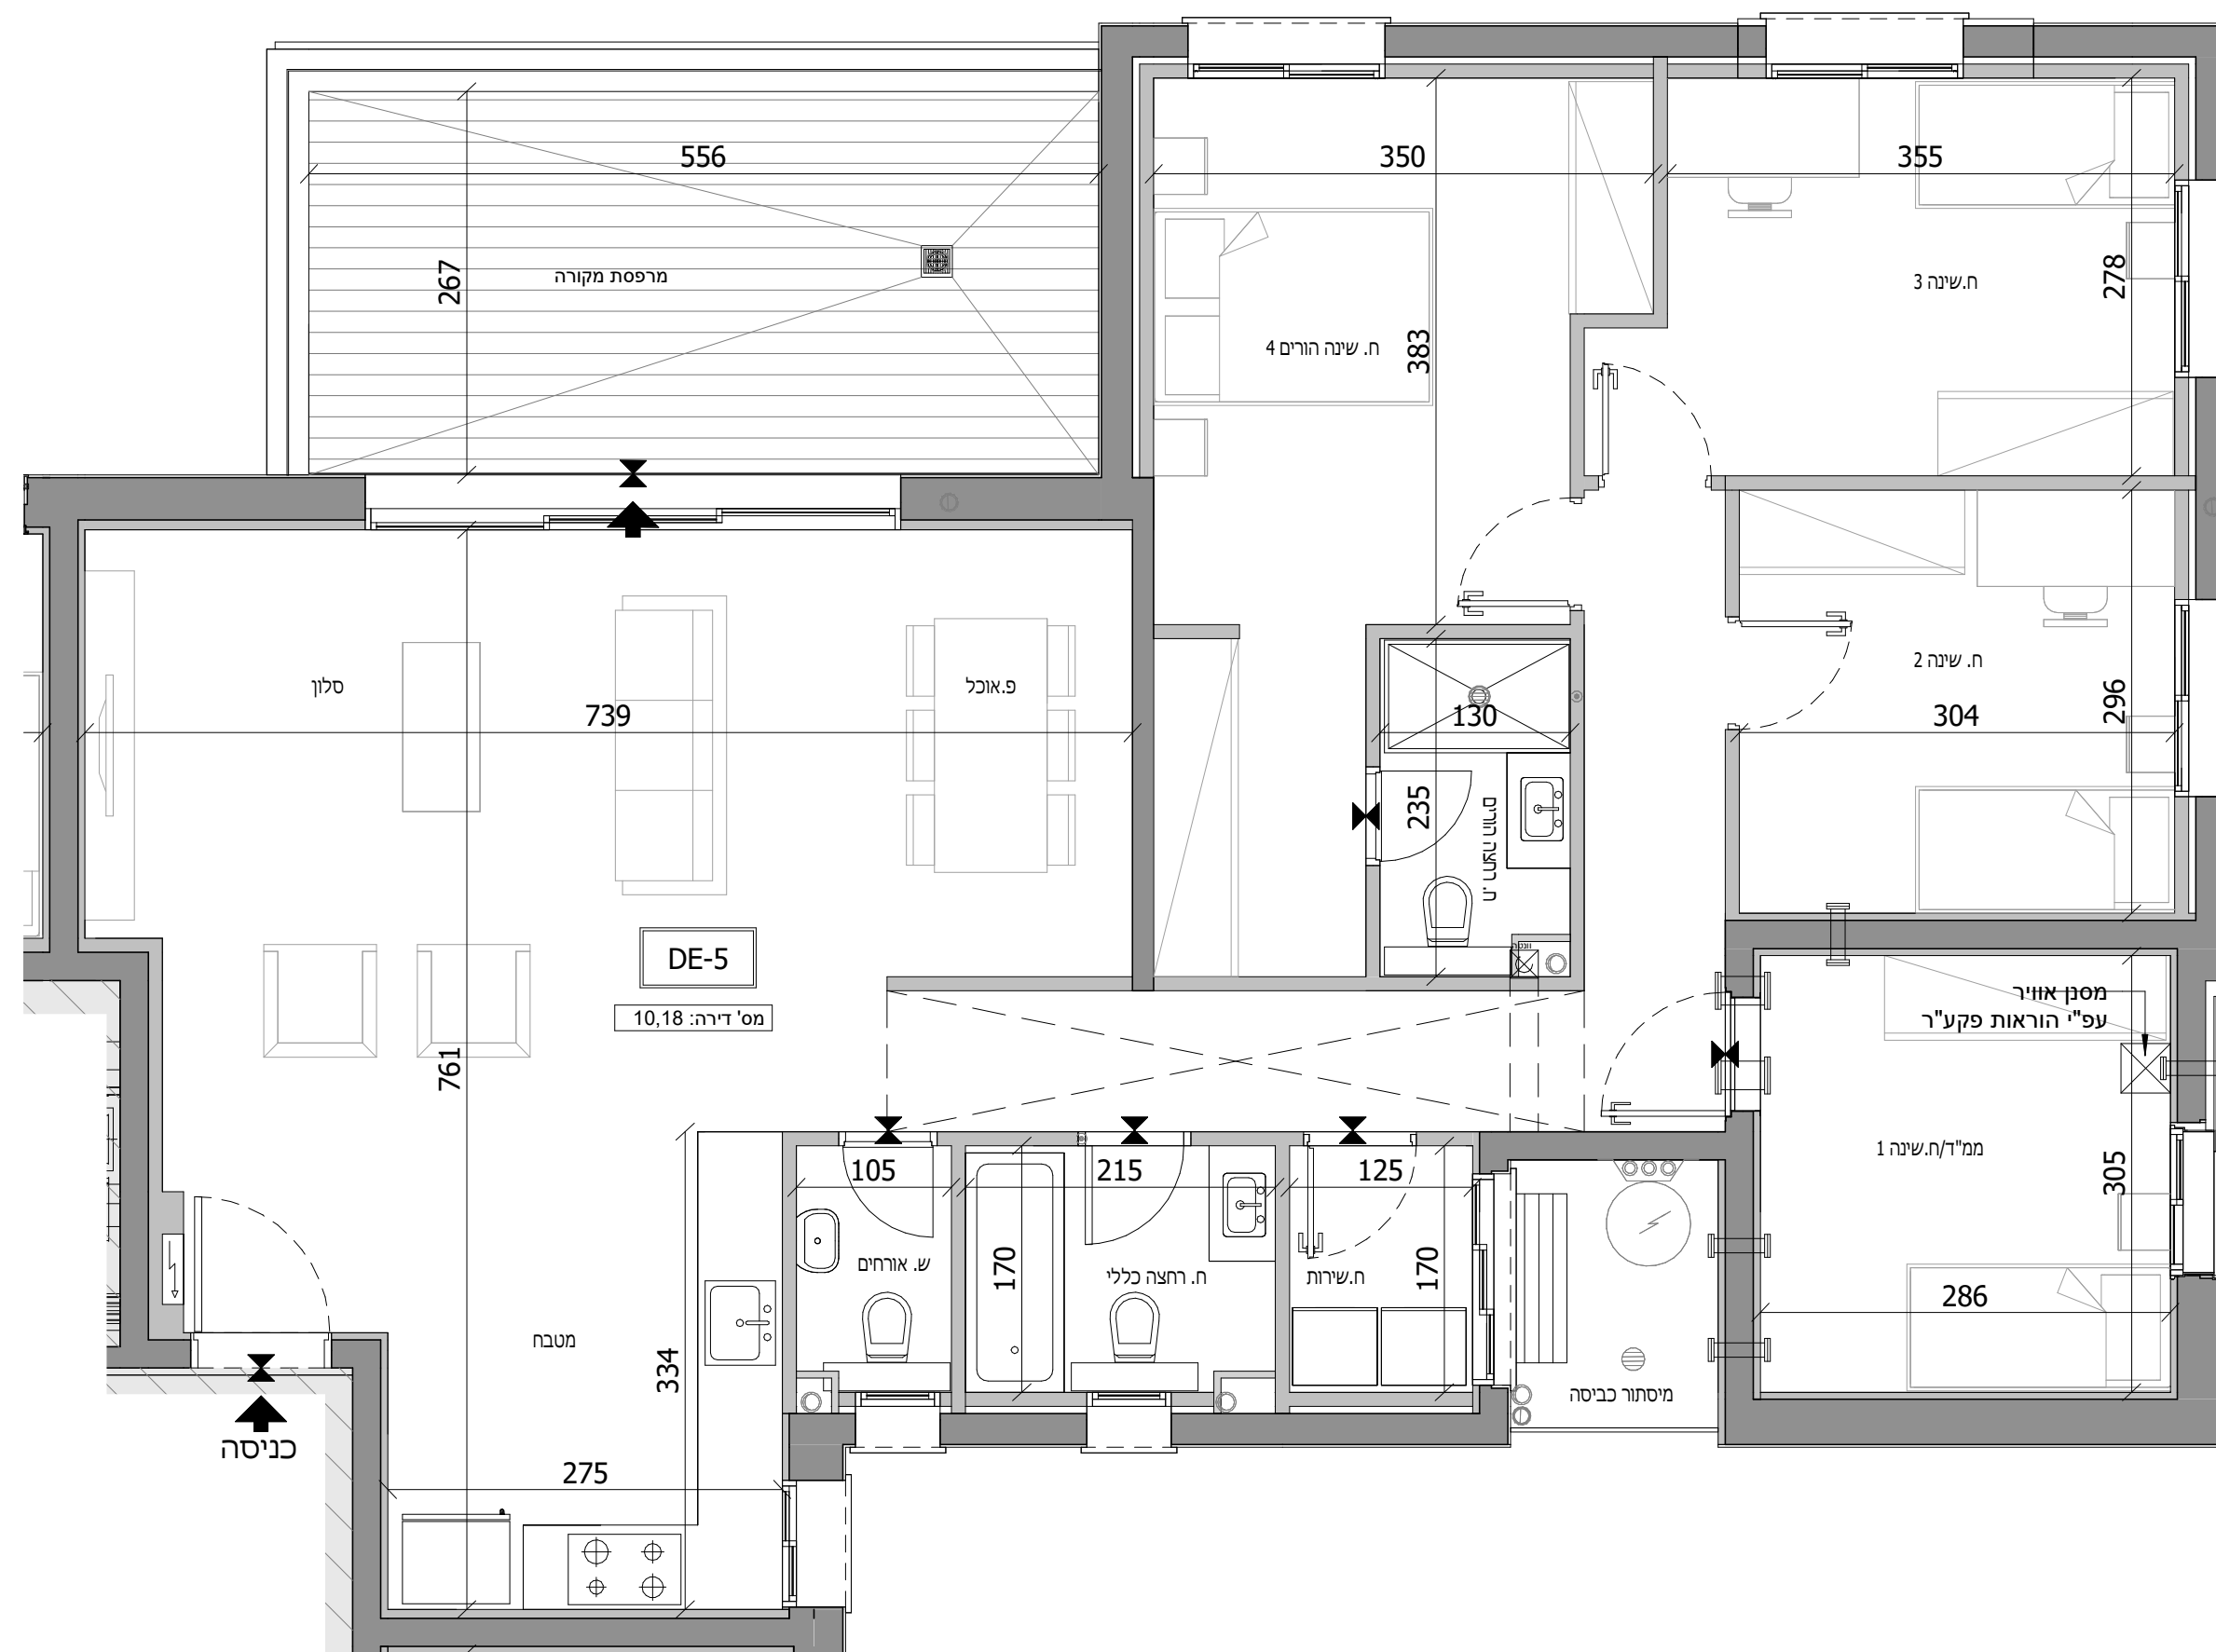 556
350
355
267
מרפסת מקורה
383
278
ח.שינה 3
ח. שינה הורים 4
סלון
פ.אוכל
739
130
ח. שינה 2
304
296
235
ח. רחצה הורים
DE-5
מס' דירה: 10,18
מסנן אוויר
עפ"י הוראות פקע"ר
761
105
215
125
ממ"ד/ח.שינה 1
305
170
170
ש. אורחים
ח. רחצה כללי
ח.שירות
286
מטבח
334
מיסתור כביסה
כניסה
275